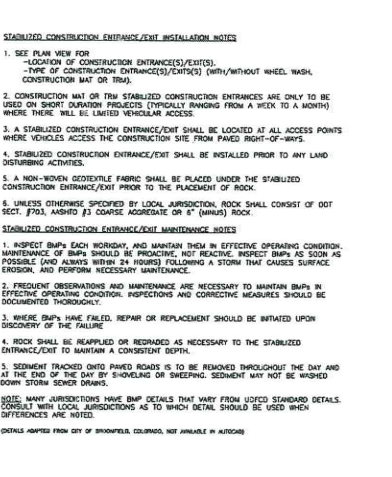 STABILIZED CONSTRUCTION ENTRANCE/EXIT INSTALLATION NOTES
1. SEE PLAN VIEW FOR
-LOCATION OF CONSTRUCTION ENTRANCE(S)/EXIT(S).
-TYPE OF CONSTRUCTION ENTRANCE(S)/EXITS(S) (WITH/WITHOUT WHEEL WASH,
CONSTRUCTION MAT OR TRM).
2. CONSTRUCTION MAT OR TRM STABILIZED CONSTRUCTION ENTRANCES ARE ONLY TO BE
USED ON SHORT DURATION PROJECTS (TYPICALLY RANGING FROM A WEEK TO A MONTH)
WHERE THERE WILL BE LIMITED VEHICULAR ACCESS.
3. A STABILIZED CONSTRUCTION ENTRANCE/EXIT SHALL BE LOCATED AT ALL ACCESS POINTS
WHERE VEHICLES ACCESS THE CONSTRUCTION SITE FROM PAVED RIGHT-OF-WAYS.
4. STABILIZED CONSTRUCTION ENTRANCE/EXIT SHALL BE INSTALLED PRIOR TO ANY LAND
DISTURBING ACTIVITIES.
5. A NON-WOVEN GEOTEXTILE FABRIC SHALL BE PLACED UNDER THE STABILIZED
CONSTRUCTION ENTRANCE/EXIT PRIOR TO THE PLACEMENT OF ROCK.
6. UNLESS OTHERWISE SPECIFIED BY LOCAL JURISDICTION, ROCK SHALL CONSIST OF DOT
SECT. #703, AASHTO #3 COARSE AGGREGATE OR 6" (MINUS) ROCK.
STABILIZED CONSTRUCTION ENTRANCE/EXIT MAINTENANCE NOTES
1. INSPECT BMPs EACH WORKDAY, AND MAINTAIN THEM IN EFFECTIVE OPERATING CONDITION.
MAINTENANCE OF BMPs SHOULD BE PROACTIVE, NOT REACTIVE. INSPECT BMPs AS SOON AS
POSSIBLE (AND ALWAYS WITHIN 24 HOURS) FOLLOWING A STORM THAT CAUSES SURFACE
EROSION, AND PERFORM NECESSARY MAINTENANCE.
2. FREQUENT OBSERVATIONS AND MAINTENANCE ARE NECESSARY TO MAINTAIN BMPs IN
EFFECTIVE OPERATING CONDITION. INSPECTIONS AND CORRECTIVE MEASURES SHOULD BE
DOCUMENTED THOROUGHLY.
3. WHERE BMPs HAVE FAILED, REPAIR OR REPLACEMENT SHOULD BE INITIATED UPON
DISCOVERY OF THE FAILURE
4. ROCK SHALL BE REAPPLIED OR REGRADED AS NECESSARY TO THE STABILIZED
ENTRANCE/EXIT TO MAINTAIN A CONSISTENT DEPTH.
5. SEDIMENT TRACKED ONTO PAVED ROADS IS TO BE REMOVED THROUGHOUT THE DAY AND
AT THE END OF THE DAY BY SHOVELING OR SWEEPING. SEDIMENT MAY NOT BE WASHED
DOWN STORM SEWER DRAINS.
NOTE: MANY JURISDICTIONS HAVE BMP DETAILS THAT VARY FROM UDFCD STANDARD DETAILS.
CONSULT WITH LOCAL JURISDICTIONS AS TO WHICH DETAIL SHOULD BE USED WHEN
DIFFERENCES ARE NOTED.
(DETAILS ADAPTED FROM CITY OF BROOMFIELD, COLORADO, NOT AVAILABLE IN AUTOCAD)